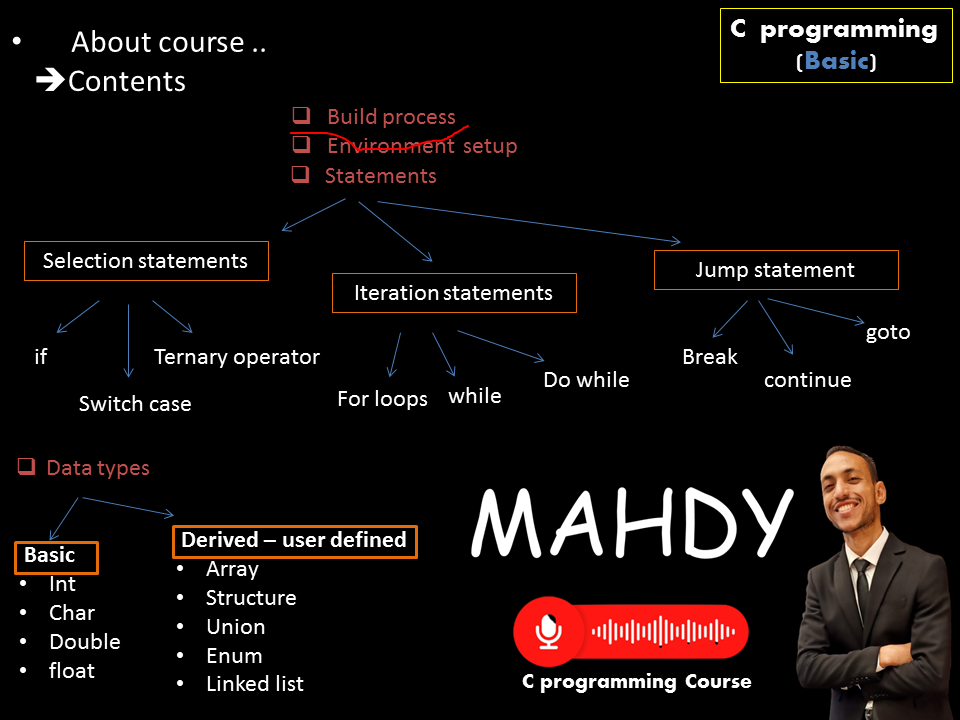 • About course ..
➔Contents
C programming
(Basic)
❑ Build process
❑ Environment setup
❑ Statements
Selection statements
Iteration statements
Jump statement
if
Switch case
Ternary operator
For loops
while
Do while
Break
continue
goto
❑ Data types
Basic
• Int
• Char
• Double
• float
Derived – user defined
• Array
• Structure
• Union
• Enum
• Linked list
MAHDY
C programming Course